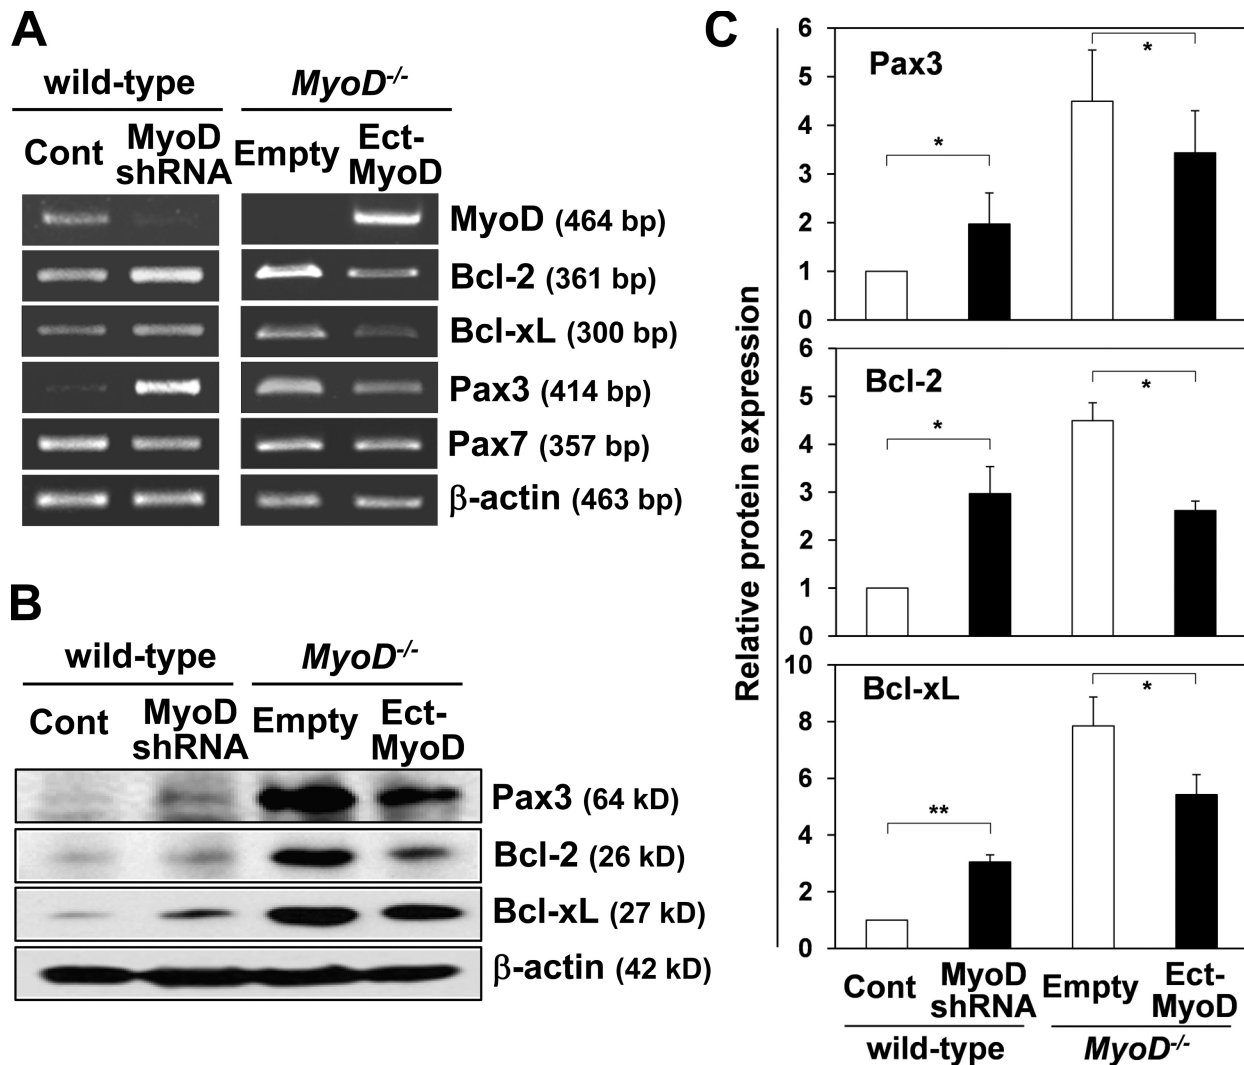 A
wild-type MyoD-/-
Cont MyoD shRNA Empty Ect-MyoD
MyoD (464 bp)
Bcl-2 (361 bp)
Bcl-xL (300 bp)
Pax3 (414 bp)
Pax7 (357 bp)
β-actin (463 bp)
B
wild-type MyoD-/-
Cont MyoD shRNA Empty Ect-MyoD
Pax3 (64 kD)
Bcl-2 (26 kD)
Bcl-xL (27 kD)
β-actin (42 kD)
C
Relative protein expression
Pax3
6
5
4
3
2
1
0
*
*
Bcl-2
6
5
4
3
2
1
0
*
*
Bcl-xL
10
8
6
4
2
0
**
*
Cont MyoD shRNA Empty Ect-MyoD
wild-type MyoD-/-